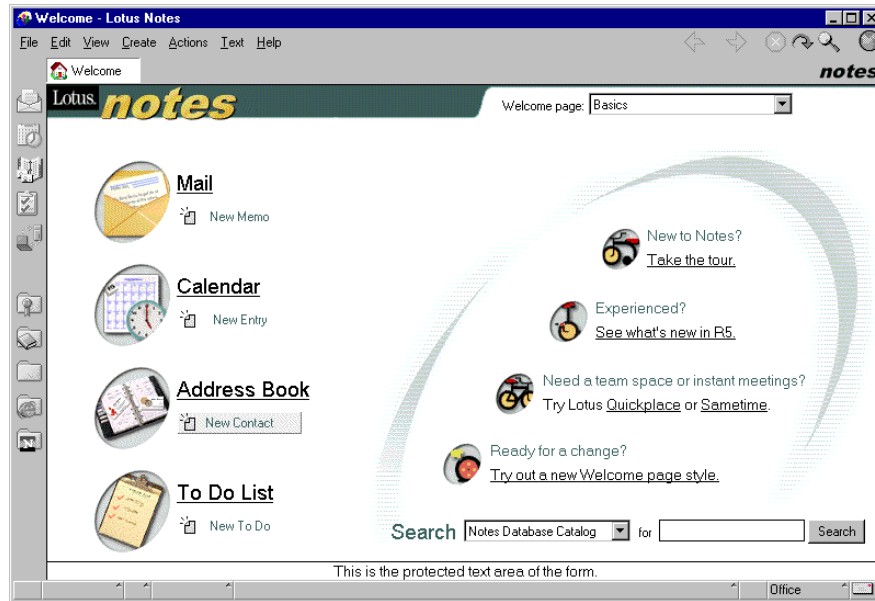 Welcome - Lotus Notes
File Edit View Create Actions Text Help
Welcome
notes
Lotus. notes
Welcome page: Basics
Mail
New Memo
Calendar
New Entry
Address Book
New Contact
To Do List
New To Do
New to Notes?
Take the tour.
Experienced?
See what's new in R5.
Need a team space or instant meetings?
Try Lotus Quickplace or Sametime.
Ready for a change?
Try out a new Welcome page style.
Search Notes Database Catalog for Search
This is the protected text area of the form.
Office